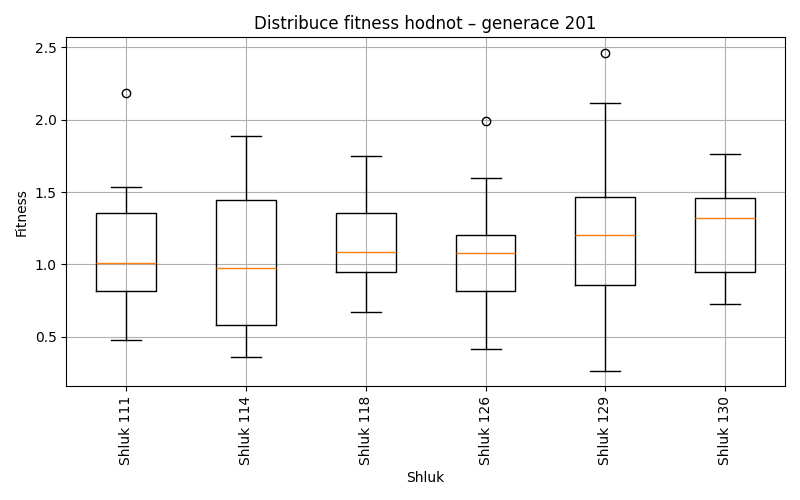 Distribuce fitness hodnot – generace 201
2.5
2.0
1.5
1.0
0.5
Fitness
Shluk 111
Shluk 114
Shluk 118
Shluk 126
Shluk 129
Shluk 130
Shluk